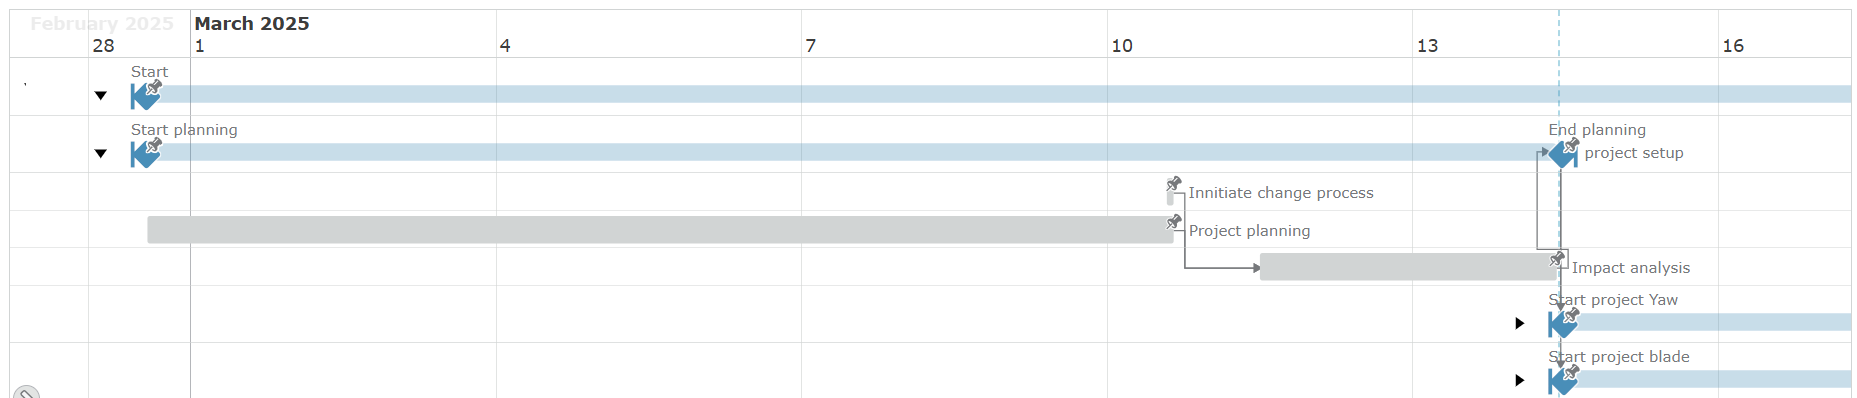 February 2025 March 2025
28 1 4 7 10 13 16
Start
Start planning
End planning
project setup
Innitiate change process
Project planning
Impact analysis
Start project Yaw
Start project blade